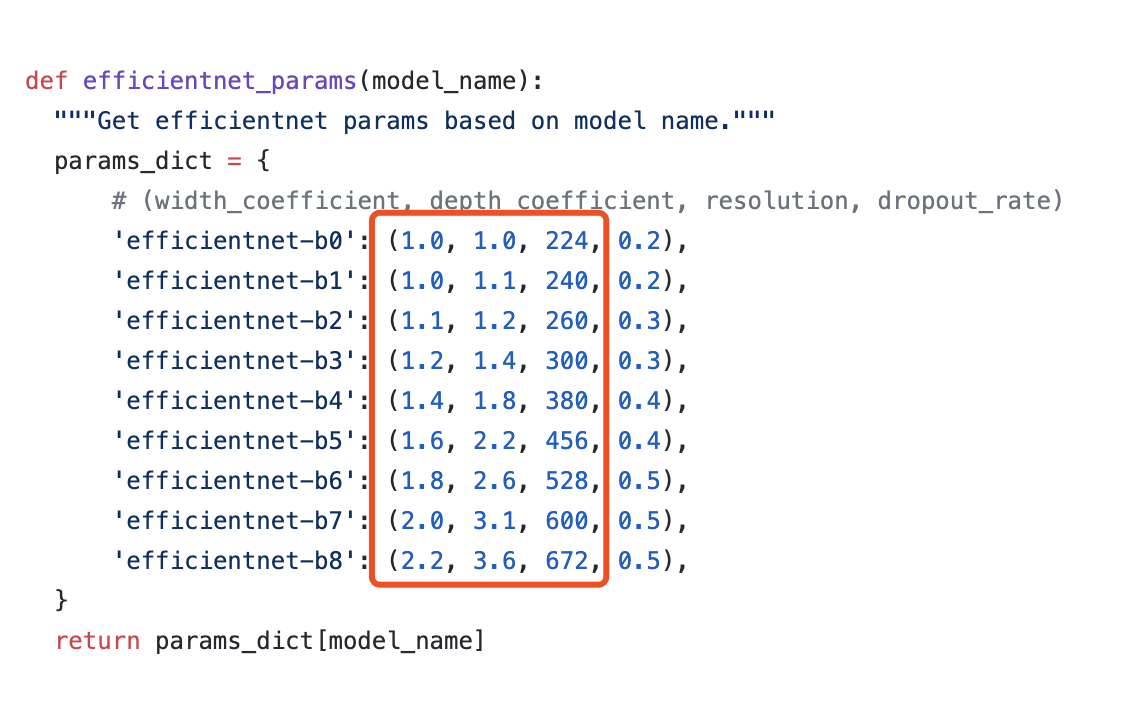 def efficientnet_params(model_name):
"""Get efficientnet params based on model name."""
params_dict = {
# (width_coefficient, depth_coefficient, resolution, dropout_rate)
'efficientnet-b0': (1.0, 1.0, 224, 0.2),
'efficientnet-b1': (1.0, 1.1, 240, 0.2),
'efficientnet-b2': (1.1, 1.2, 260, 0.3),
'efficientnet-b3': (1.2, 1.4, 300, 0.3),
'efficientnet-b4': (1.4, 1.8, 380, 0.4),
'efficientnet-b5': (1.6, 2.2, 456, 0.4),
'efficientnet-b6': (1.8, 2.6, 528, 0.5),
'efficientnet-b7': (2.0, 3.1, 600, 0.5),
'efficientnet-b8': (2.2, 3.6, 672, 0.5),
}
return params_dict[model_name]